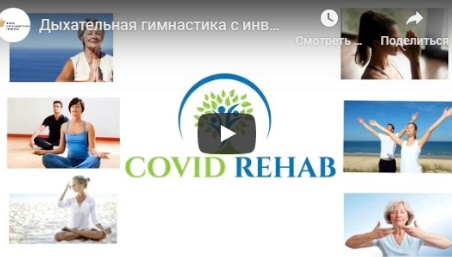 Дыхательная гимнастика с инв...
Смотреть ...
Поделиться
COVID REHAB